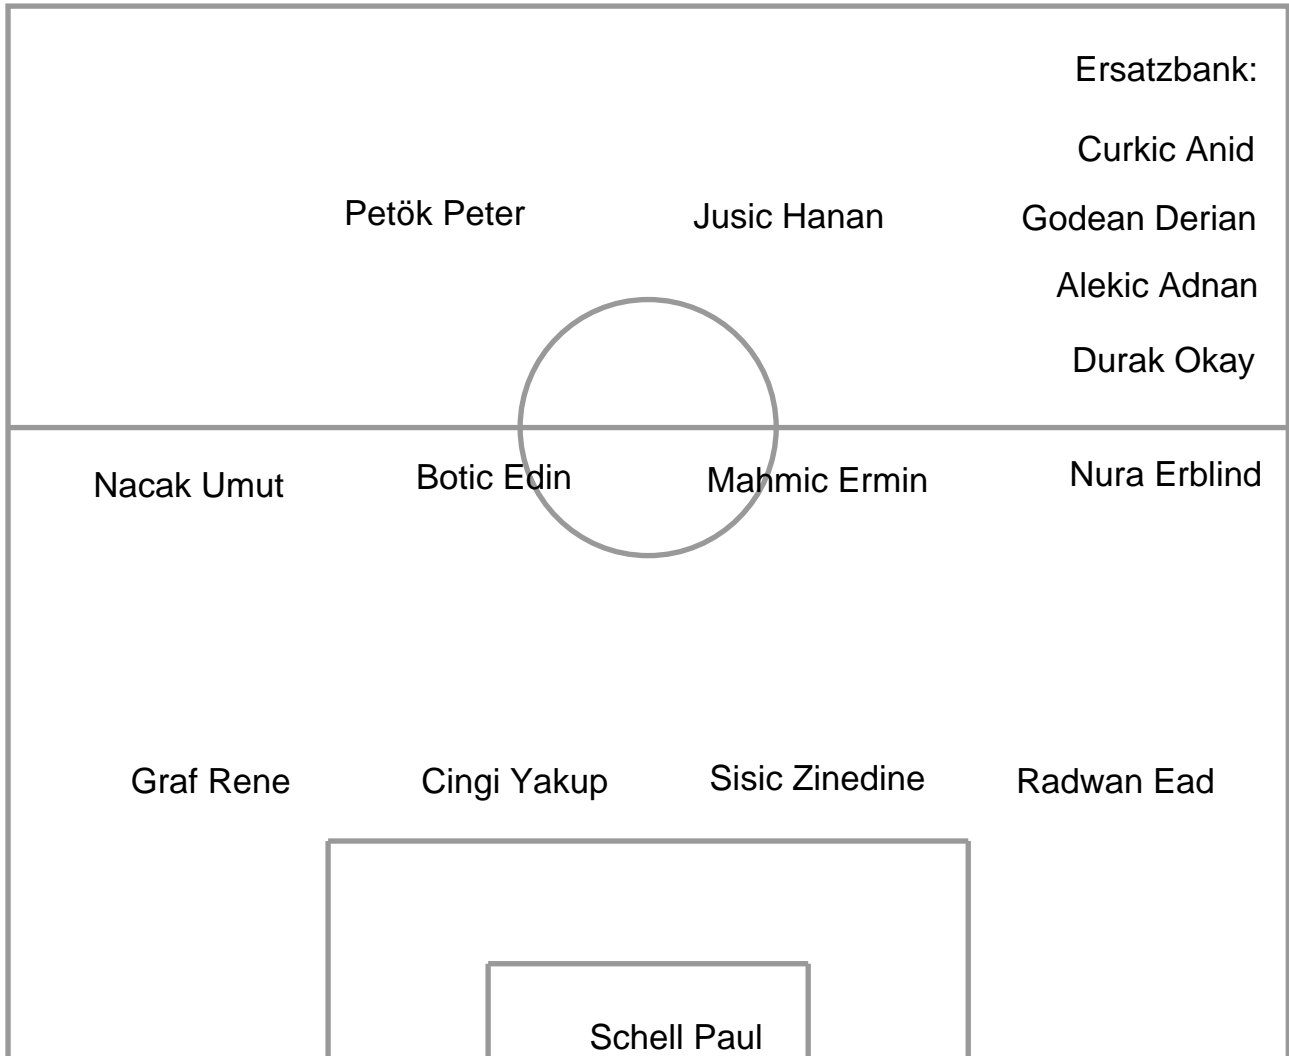 Ersatzbank:
Curkic Anid
Petök Peter
Jusic Hanan
Godean Derian
Alekic Adnan
Durak Okay
Nacak Umut
Botic Edin
Mahmic Ermin
Nura Erblind
Graf Rene
Cingi Yakup
Sisic Zinedine
Radwan Ead
Schell Paul